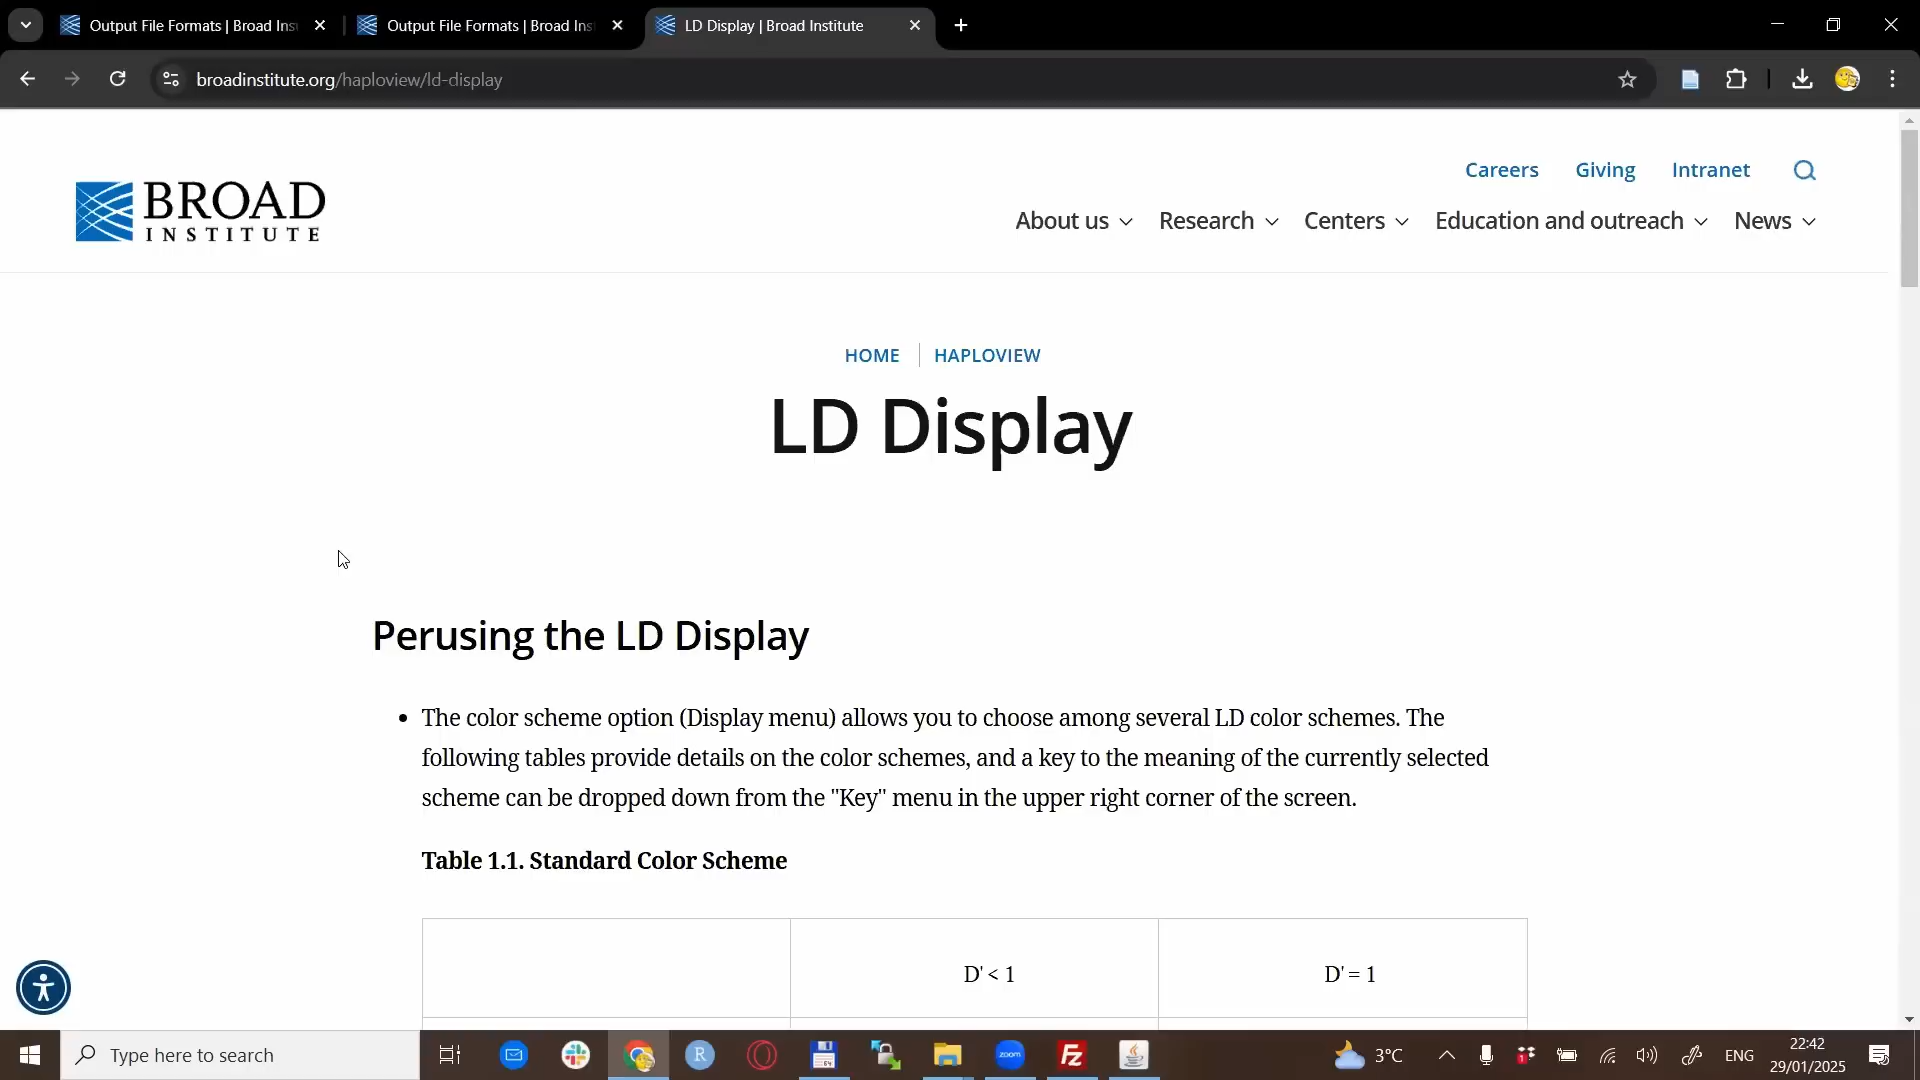 Output File Formats | Broad Ins
Output File Formats | Broad Ins
LD Display | Broad Institute
broadinstitute.org/haploview/ld-display
Careers
Giving
Intranet
BROAD
INSTITUTE
About us
Research
Centers
Education and outreach
News
HOME
HAPLOVIEW
LD Display
Perusing the LD Display
• The color scheme option (Display menu) allows you to choose among several LD color schemes. The
following tables provide details on the color schemes, and a key to the meaning of the currently selected
scheme can be dropped down from the "Key" menu in the upper right corner of the screen.
Table 1.1. Standard Color Scheme
D' < 1
D' = 1
Type here to search
R
zoom
Fz
3°C
ENG
22:42
29/01/2025